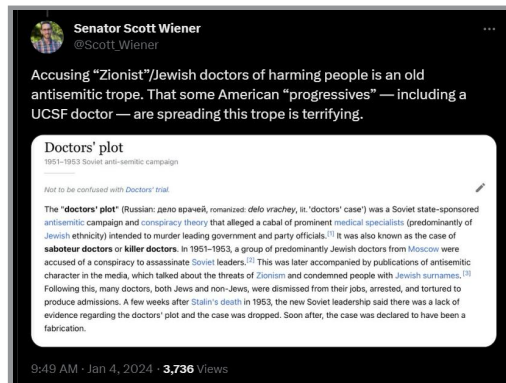 Senator Scott Wiener
@Scott_Wiener
Accusing “Zionist”/Jewish doctors of harming people is an old
antisemitic trope. That some American “progressives” — including a
UCSF doctor — are spreading this trope is terrifying.
Doctors' plot
1951–1953 Soviet anti-semitic campaign
Not to be confused with Doctors' trial.
The "doctors' plot" (Russian: дело врачей, romanized: delo vrachey, lit. 'doctors' case') was a Soviet state-sponsored
antisemitic campaign and conspiracy theory that alleged a cabal of prominent medical specialists (predominantly of
Jewish ethnicity) intended to murder leading government and party officials.[1] It was also known as the case of
saboteur doctors or killer doctors. In 1951–1953, a group of predominantly Jewish doctors from Moscow were
accused of a conspiracy to assassinate Soviet leaders.[2] This was later accompanied by publications of antisemitic
character in the media, which talked about the threats of Zionism and condemned people with Jewish surnames.[3]
Following this, many doctors, both Jews and non-Jews, were dismissed from their jobs, arrested, and tortured to
produce admissions. A few weeks after Stalin's death in 1953, the new Soviet leadership said there was a lack of
evidence regarding the doctors' plot and the case was dropped. Soon after, the case was declared to have been a
fabrication.
9:49 AM · Jan 4, 2024 · 3,736 Views